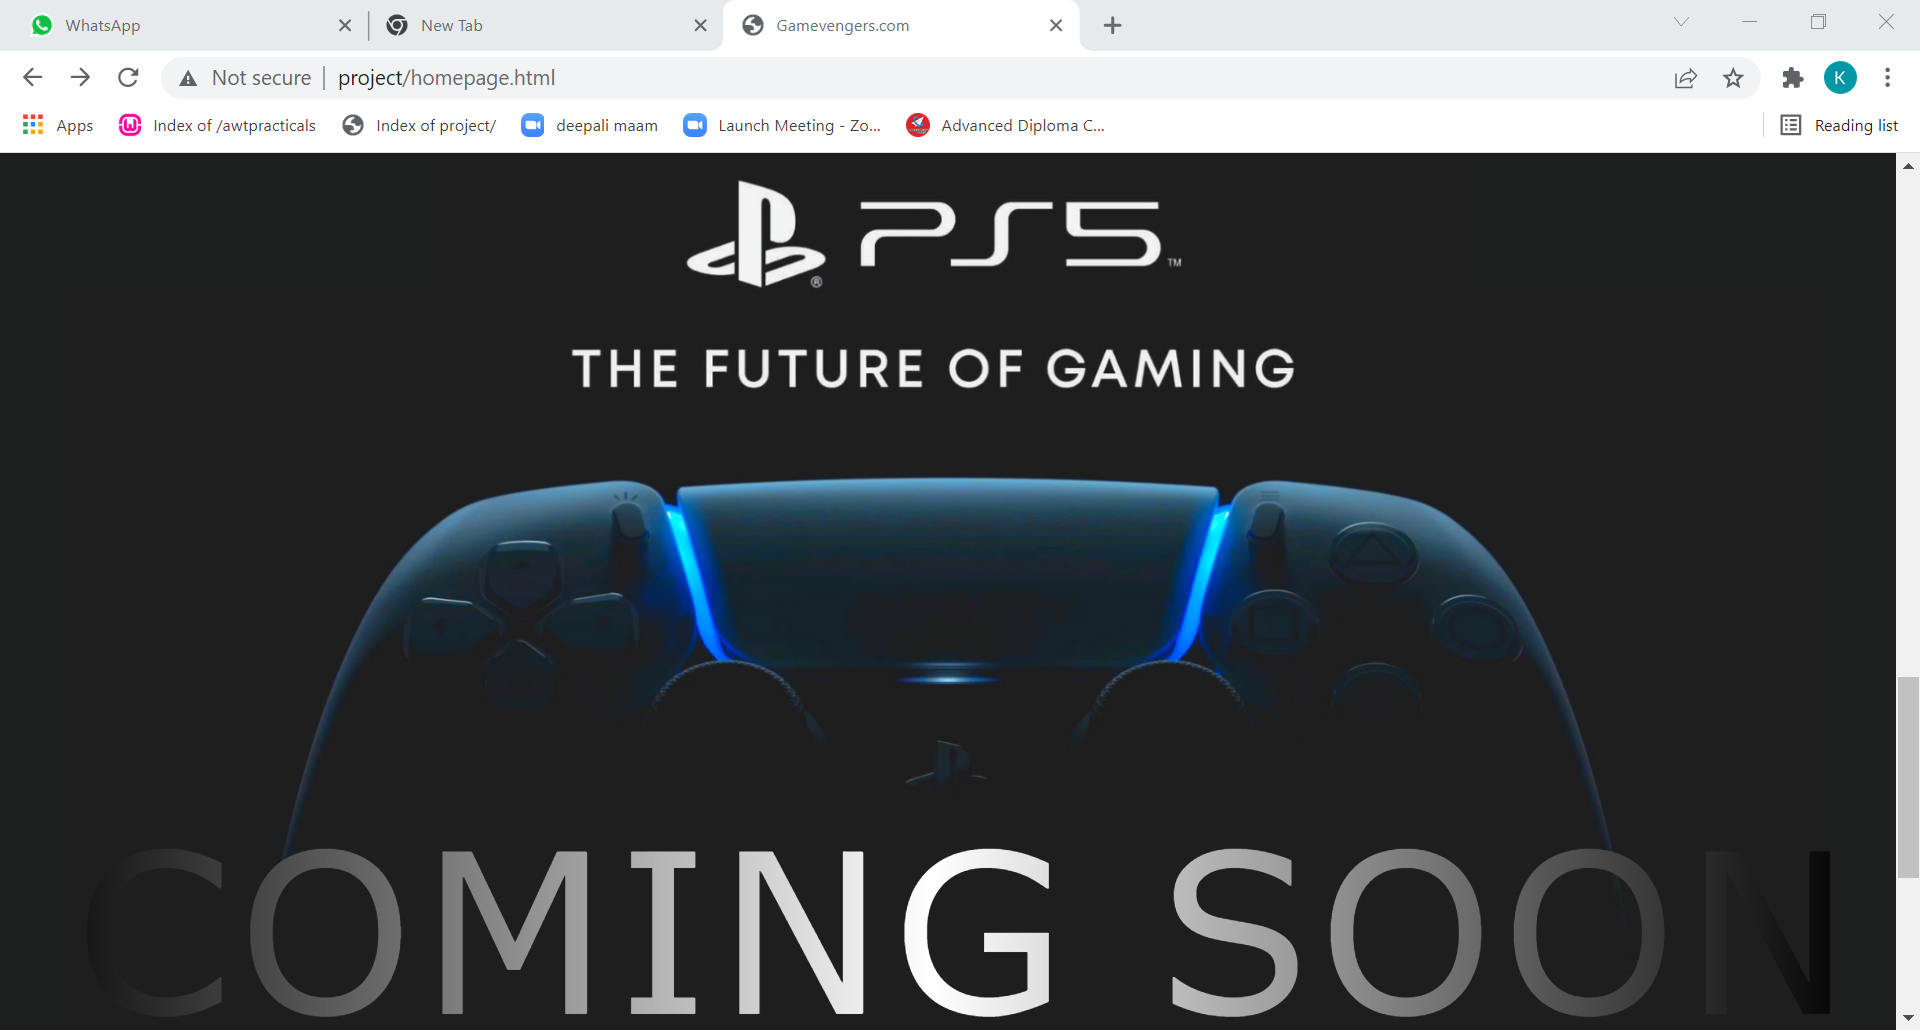 WhatsApp
New Tab
Gamevengers.com
Not secure
project/homepage.html
K
Apps
Index of /awtpracticals
Index of project/
deepali maam
Launch Meeting - Zo...
Advanced Diploma C...
Reading list
PS5™
®
THE FUTURE OF GAMING
COMING SOON